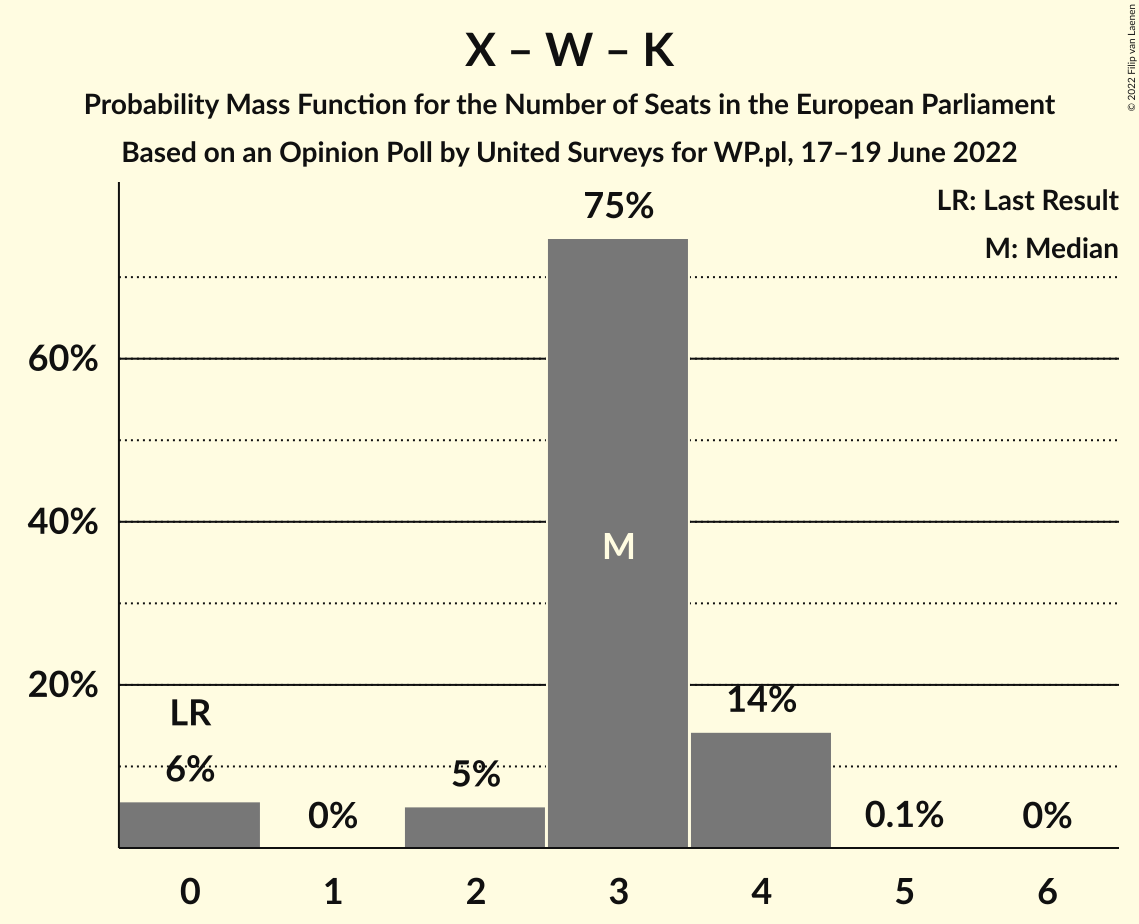 X – W – K
Probability Mass Function for the Number of Seats in the European Parliament
Based on an Opinion Poll by United Surveys for WP.pl, 17–19 June 2022
© 2022 Filip van Laenen
LR: Last Result
M: Median
75%
60%
40%
20%
M
LR
6%
0%
5%
14%
0.1%
0%
0 1 2 3 4 5 6